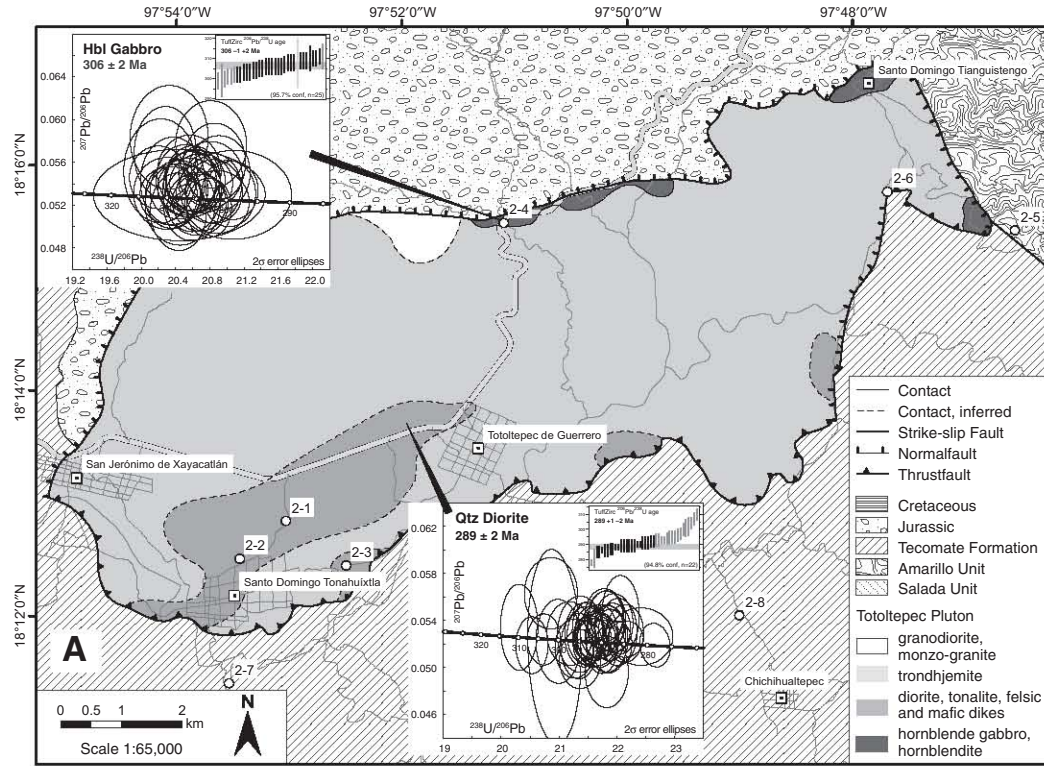 97°54'W
97°52'W
97°50'W
97°48'W
18°16'0"N
18°14'0"N
18°12'0"N
Hbl Gabbro
306 ± 2 Ma
TuffZirc 206Pb/238U age
306 –1 +2 Ma
(95.7% conf, n=25)
207Pb/206Pb
0.064
0.060
0.056
0.052
0.048
320
290
238U/206Pb
2σ error ellipses
19.2 19.6 20.0 20.4 20.8 21.2 21.6 22.0
Santo Domingo Tianguistengo
2-4
2-6
2-5
San Jerónimo de Xayacatlán
Totoltepec de Guerrero
2-1
2-2
2-3
Santo Domingo Tonahuixtla
2-7
2-8
Chichihualtepec
Qtz Diorite
289 ± 2 Ma
TuffZirc 206Pb/238U age
289 +1 –2 Ma
(94.8% conf, n=22)
207Pb/206Pb
0.062
0.058
0.054
0.050
0.046
320
310
280
238U/206Pb
2σ error ellipses
19 20 21 22 23
A
N
0 0.5 1 2
km
Scale 1:65,000
Contact
Contact, inferred
Strike-slip Fault
Normalfault
Thrustfault
Cretaceous
Jurassic
Tecomate Formation
Amarillo Unit
Salada Unit
Totoltepec Pluton
granodiorite,
monzo-granite
trondhjemite
diorite, tonalite, felsic
and mafic dikes
hornblende gabbro,
hornblendite